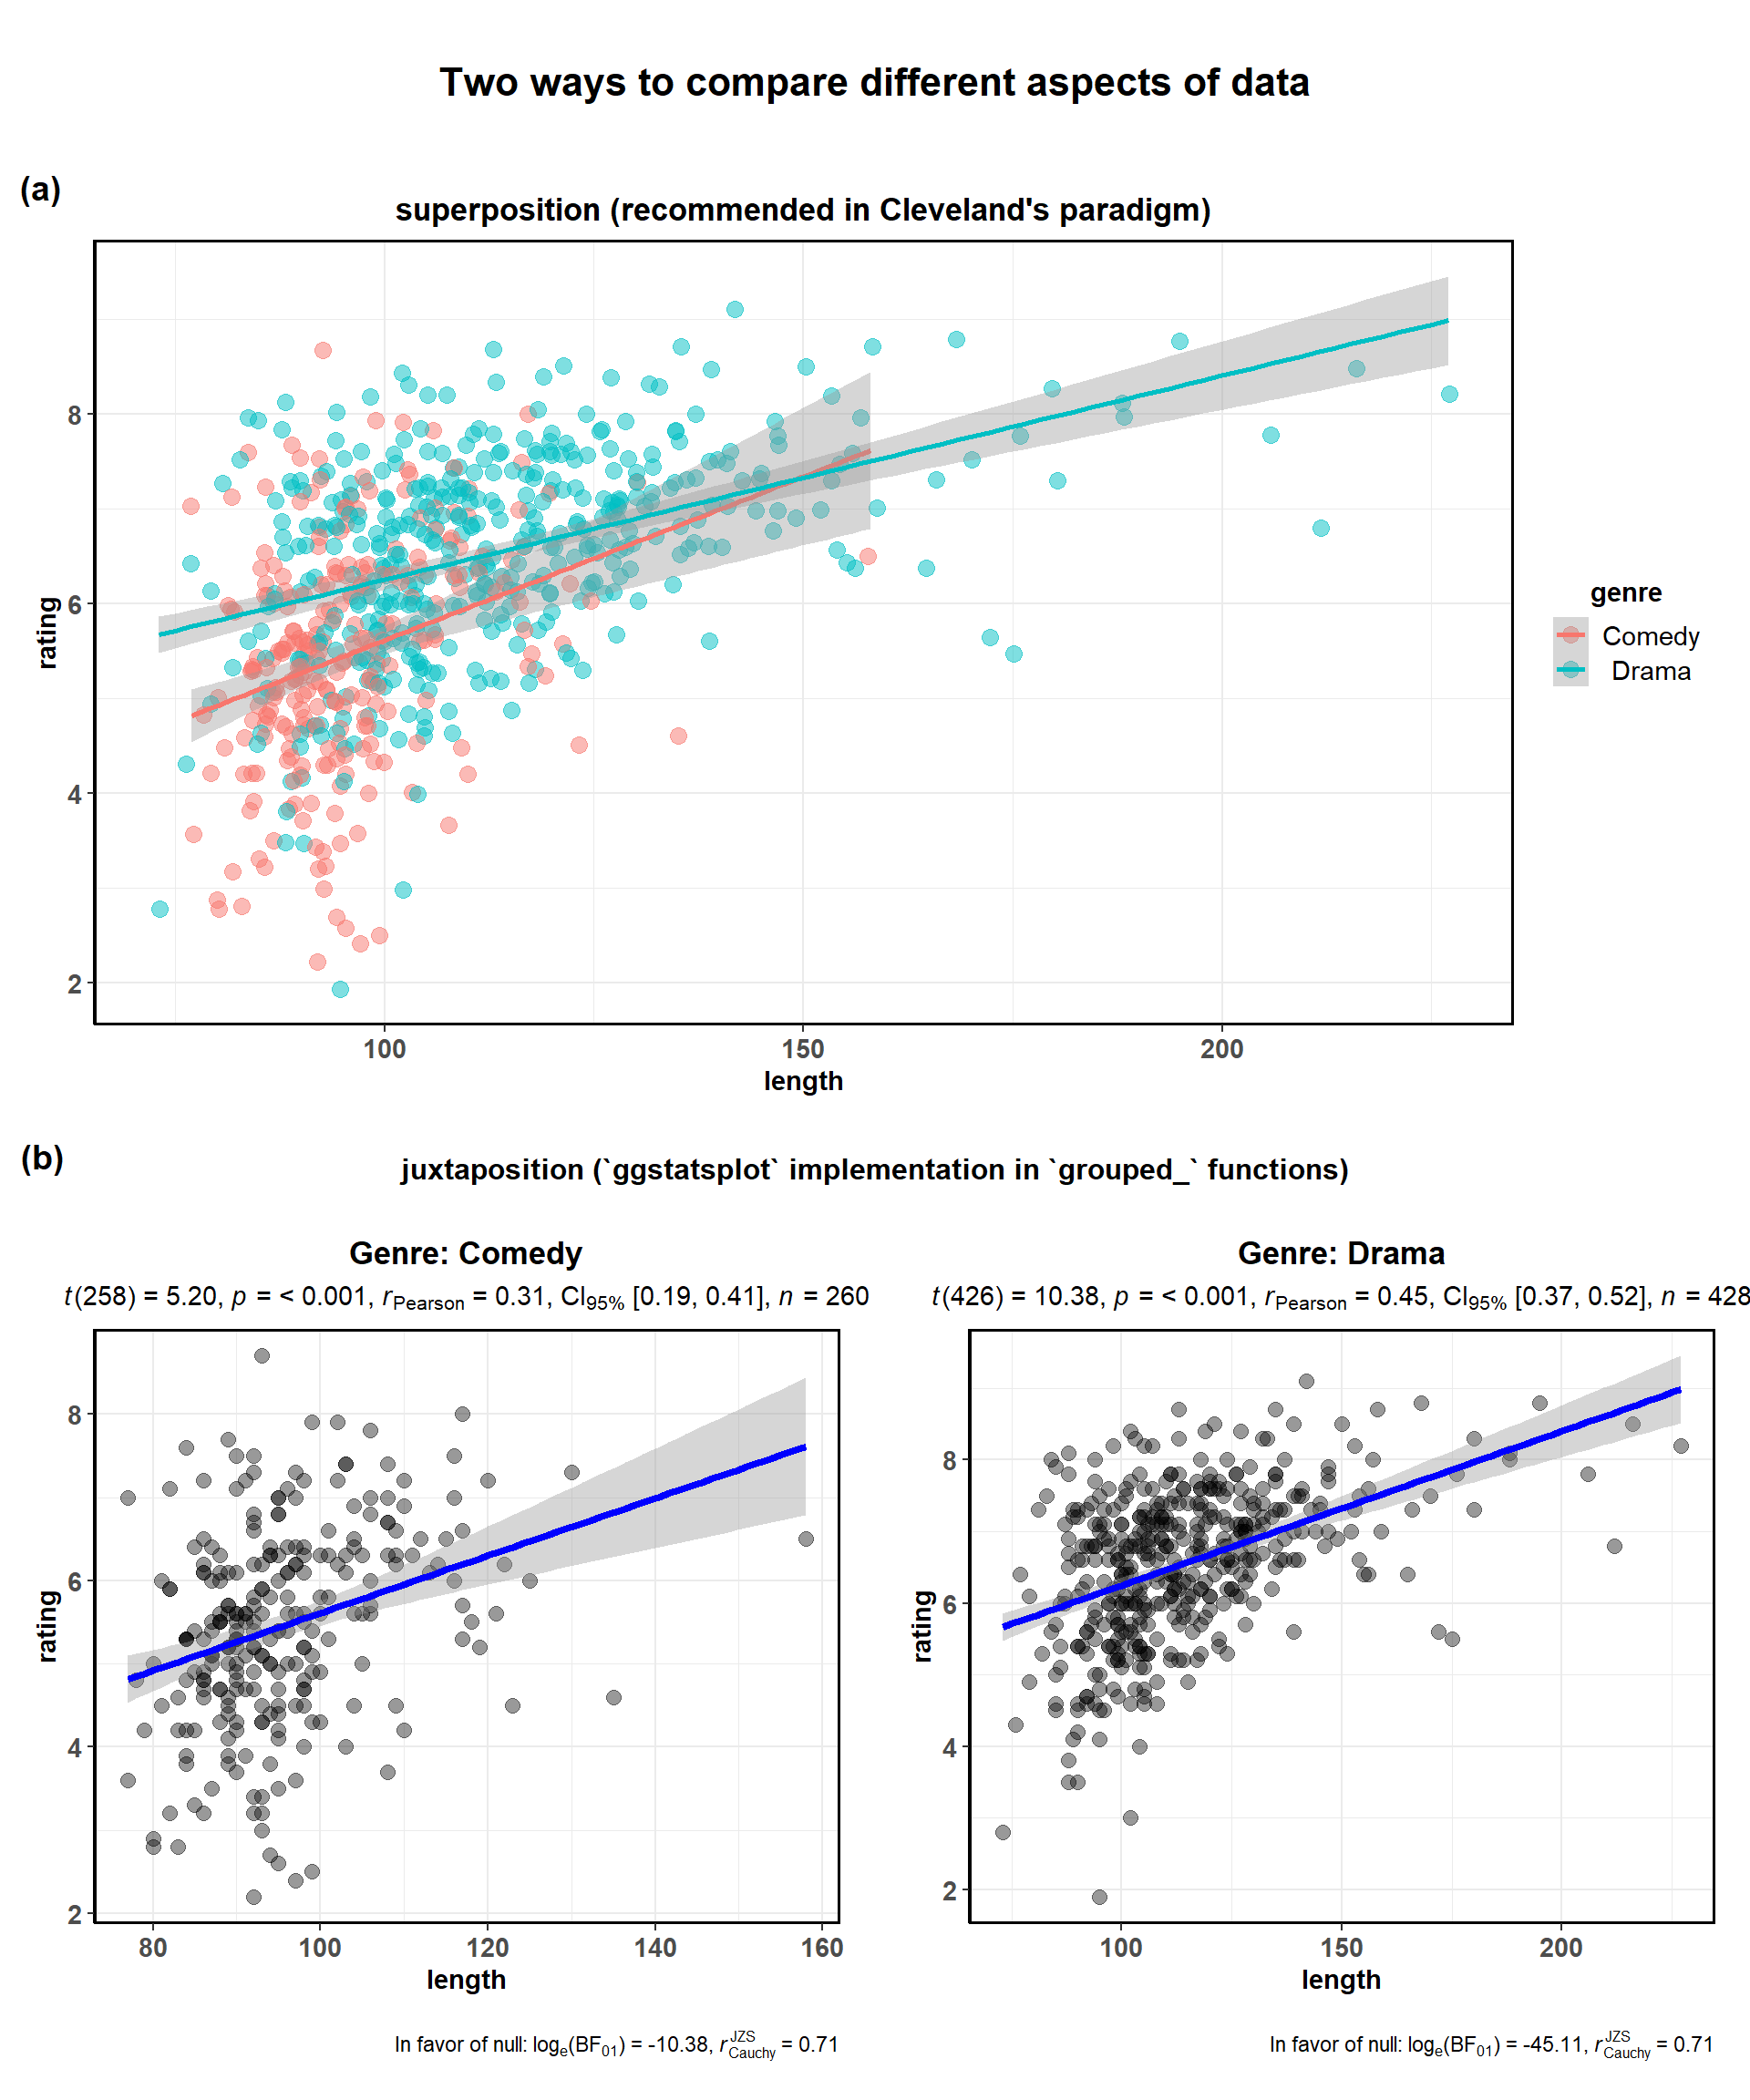 Two ways to compare different aspects of data
(a)
superposition (recommended in Cleveland's paradigm)
rating
8
6
4
2
100 150 200
length
genre
Comedy
Drama
(b)
juxtaposition (`ggstatsplot` implementation in `grouped_` functions)
Genre: Comedy
t(258) = 5.20, p = < 0.001, rPearson = 0.31, CI95% [0.19, 0.41], n = 260
rating
8
6
4
2
80 100 120 140 160
length
In favor of null: loge(BF01) = -10.38, rJZSCauchy = 0.71
Genre: Drama
t(426) = 10.38, p = < 0.001, rPearson = 0.45, CI95% [0.37, 0.52], n = 428
rating
8
6
4
2
100 150 200
length
In favor of null: loge(BF01) = -45.11, rJZSCauchy = 0.71